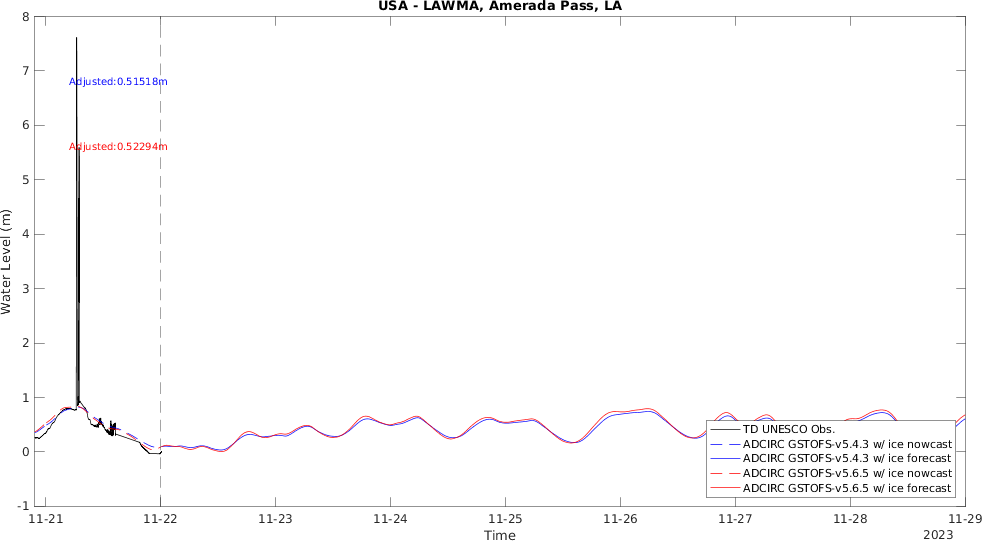 USA - LAWMA, Amerada Pass, LA
8
7
6
5
4
3
2
1
0
-1
Water Level (m)
Adjusted:0.51518m
Adjusted:0.52294m
TD UNESCO Obs.
ADCIRC GSTOFS-v5.4.3 w/ ice nowcast
ADCIRC GSTOFS-v5.4.3 w/ ice forecast
ADCIRC GSTOFS-v5.6.5 w/ ice nowcast
ADCIRC GSTOFS-v5.6.5 w/ ice forecast
11-21 11-22 11-23 11-24 11-25 11-26 11-27 11-28 11-29
Time
2023